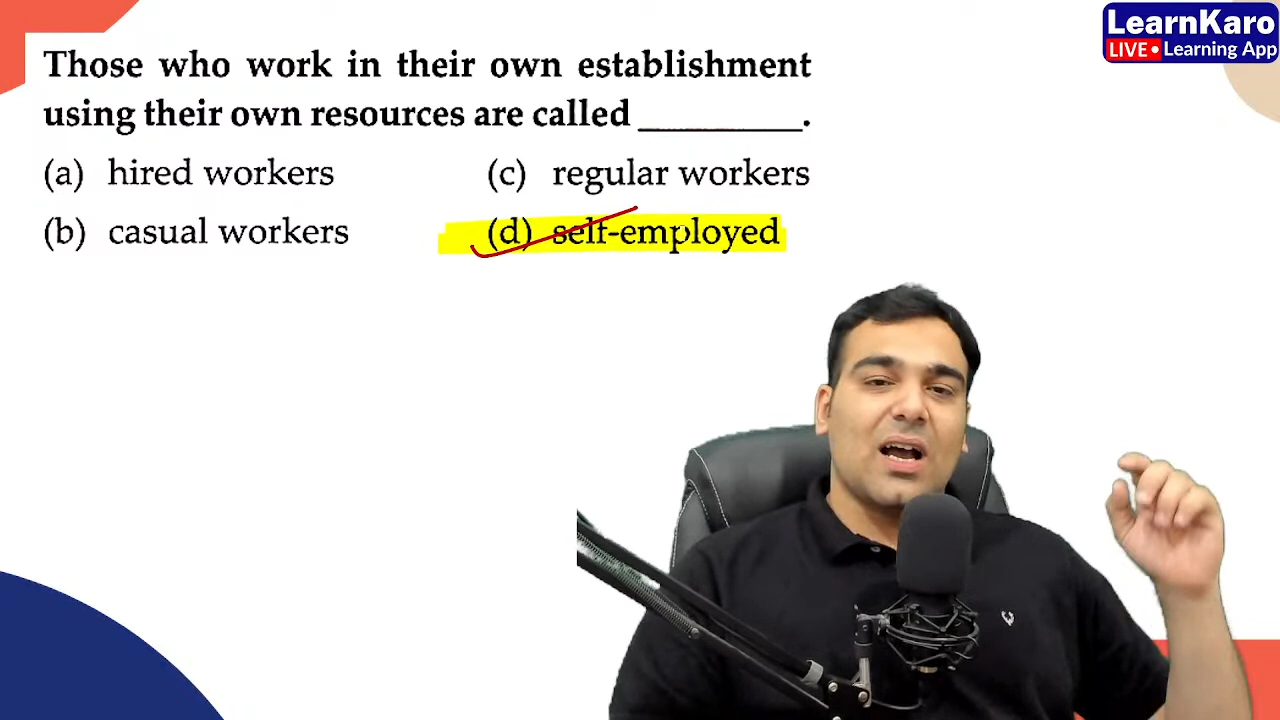 LearnKaro
LIVE • Learning App
Those who work in their own establishment
using their own resources are called _________.
(a) hired workers
(c) regular workers
(b) casual workers
(d) self-employed